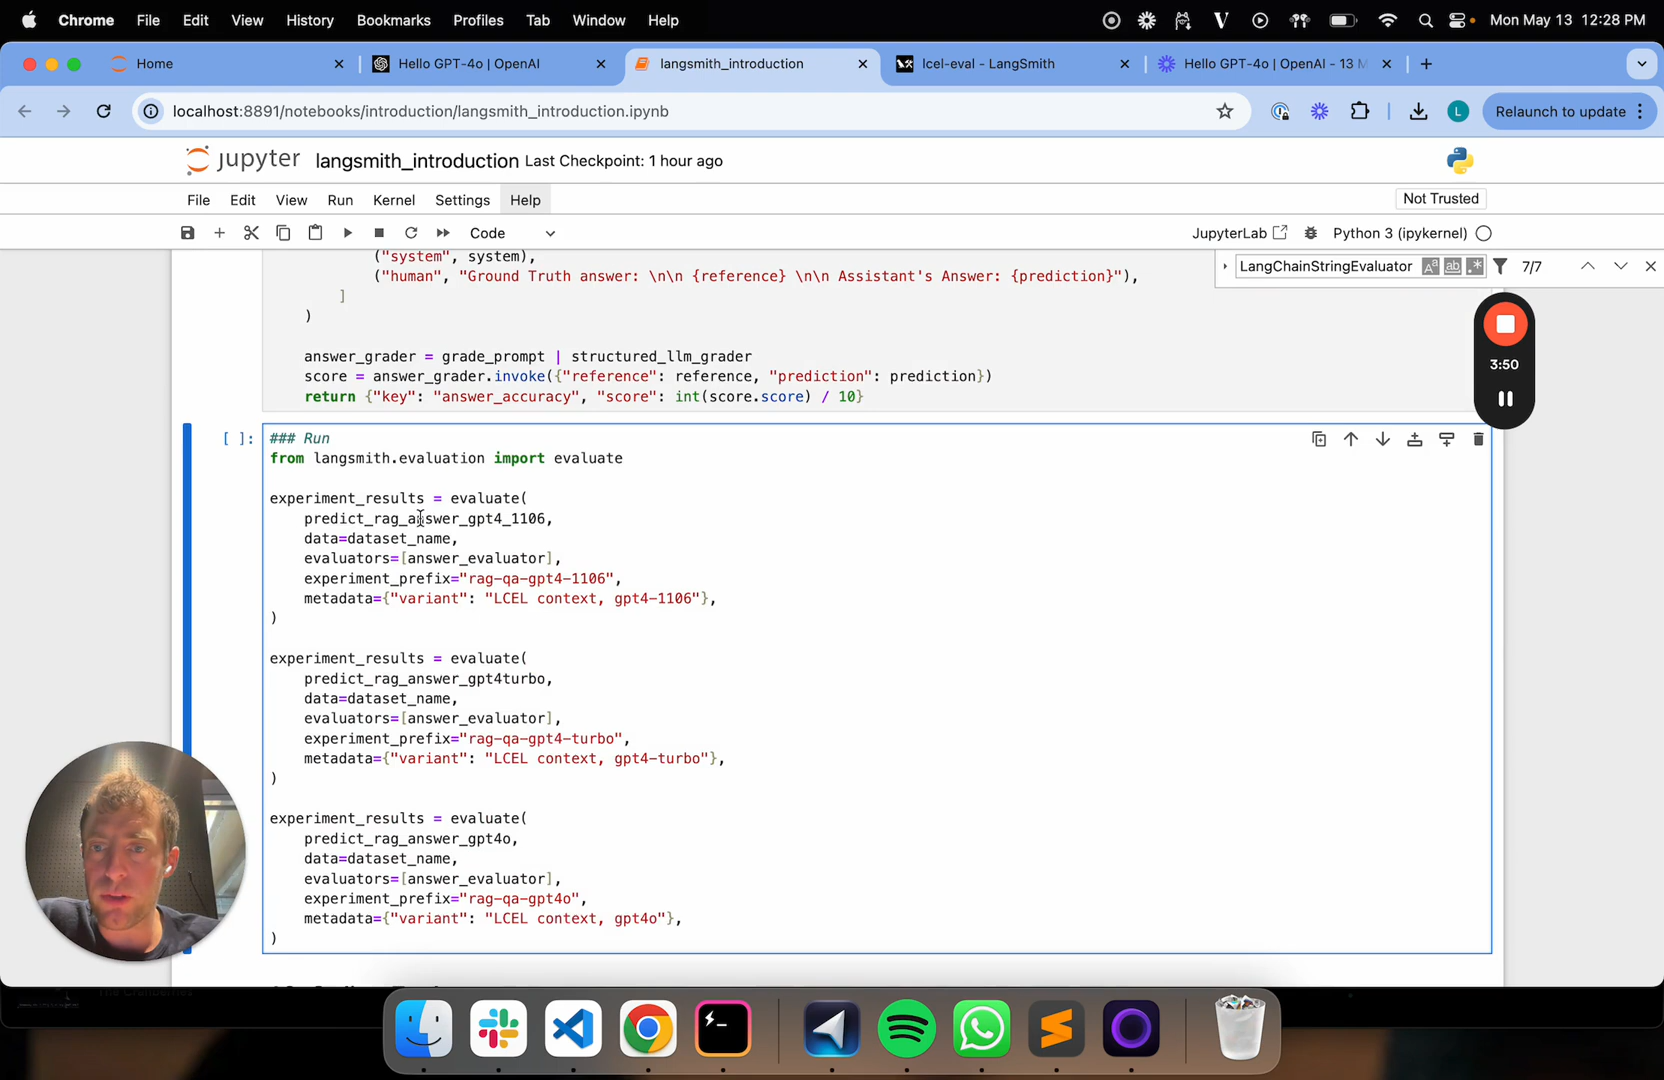 Chrome File Edit View History Bookmarks Profiles Tab Window Help
Mon May 13 12:28 PM
Home
Hello GPT-4o | OpenAI
langsmith_introduction
lcel-eval - LangSmith
Hello GPT-4o | OpenAI - 13 M
localhost:8891/notebooks/introduction/langsmith_introduction.ipynb
L
Relaunch to update
jupyter langsmith_introduction Last Checkpoint: 1 hour ago
File Edit View Run Kernel Settings Help
Not Trusted
Code
JupyterLab
Python 3 (ipykernel)
LangChainStringEvaluator
7/7
("system", system),
("human", "Ground Truth answer: \n\n {reference} \n\n Assistant's Answer: {prediction}"),
]
)
answer_grader = grade_prompt | structured_llm_grader
score = answer_grader.invoke({"reference": reference, "prediction": prediction})
return {"key": "answer_accuracy", "score": int(score.score) / 10}
3:50
[ ]:
### Run
from langsmith.evaluation import evaluate
experiment_results = evaluate(
predict_rag_answer_gpt4_1106,
data=dataset_name,
evaluators=[answer_evaluator],
experiment_prefix="rag-qa-gpt4-1106",
metadata={"variant": "LCEL context, gpt4-1106"},
)
experiment_results = evaluate(
predict_rag_answer_gpt4turbo,
data=dataset_name,
evaluators=[answer_evaluator],
experiment_prefix="rag-qa-gpt4-turbo",
metadata={"variant": "LCEL context, gpt4-turbo"},
)
experiment_results = evaluate(
predict_rag_answer_gpt4o,
data=dataset_name,
evaluators=[answer_evaluator],
experiment_prefix="rag-qa-gpt4o",
metadata={"variant": "LCEL context, gpt4o"},
)
The Cranberries